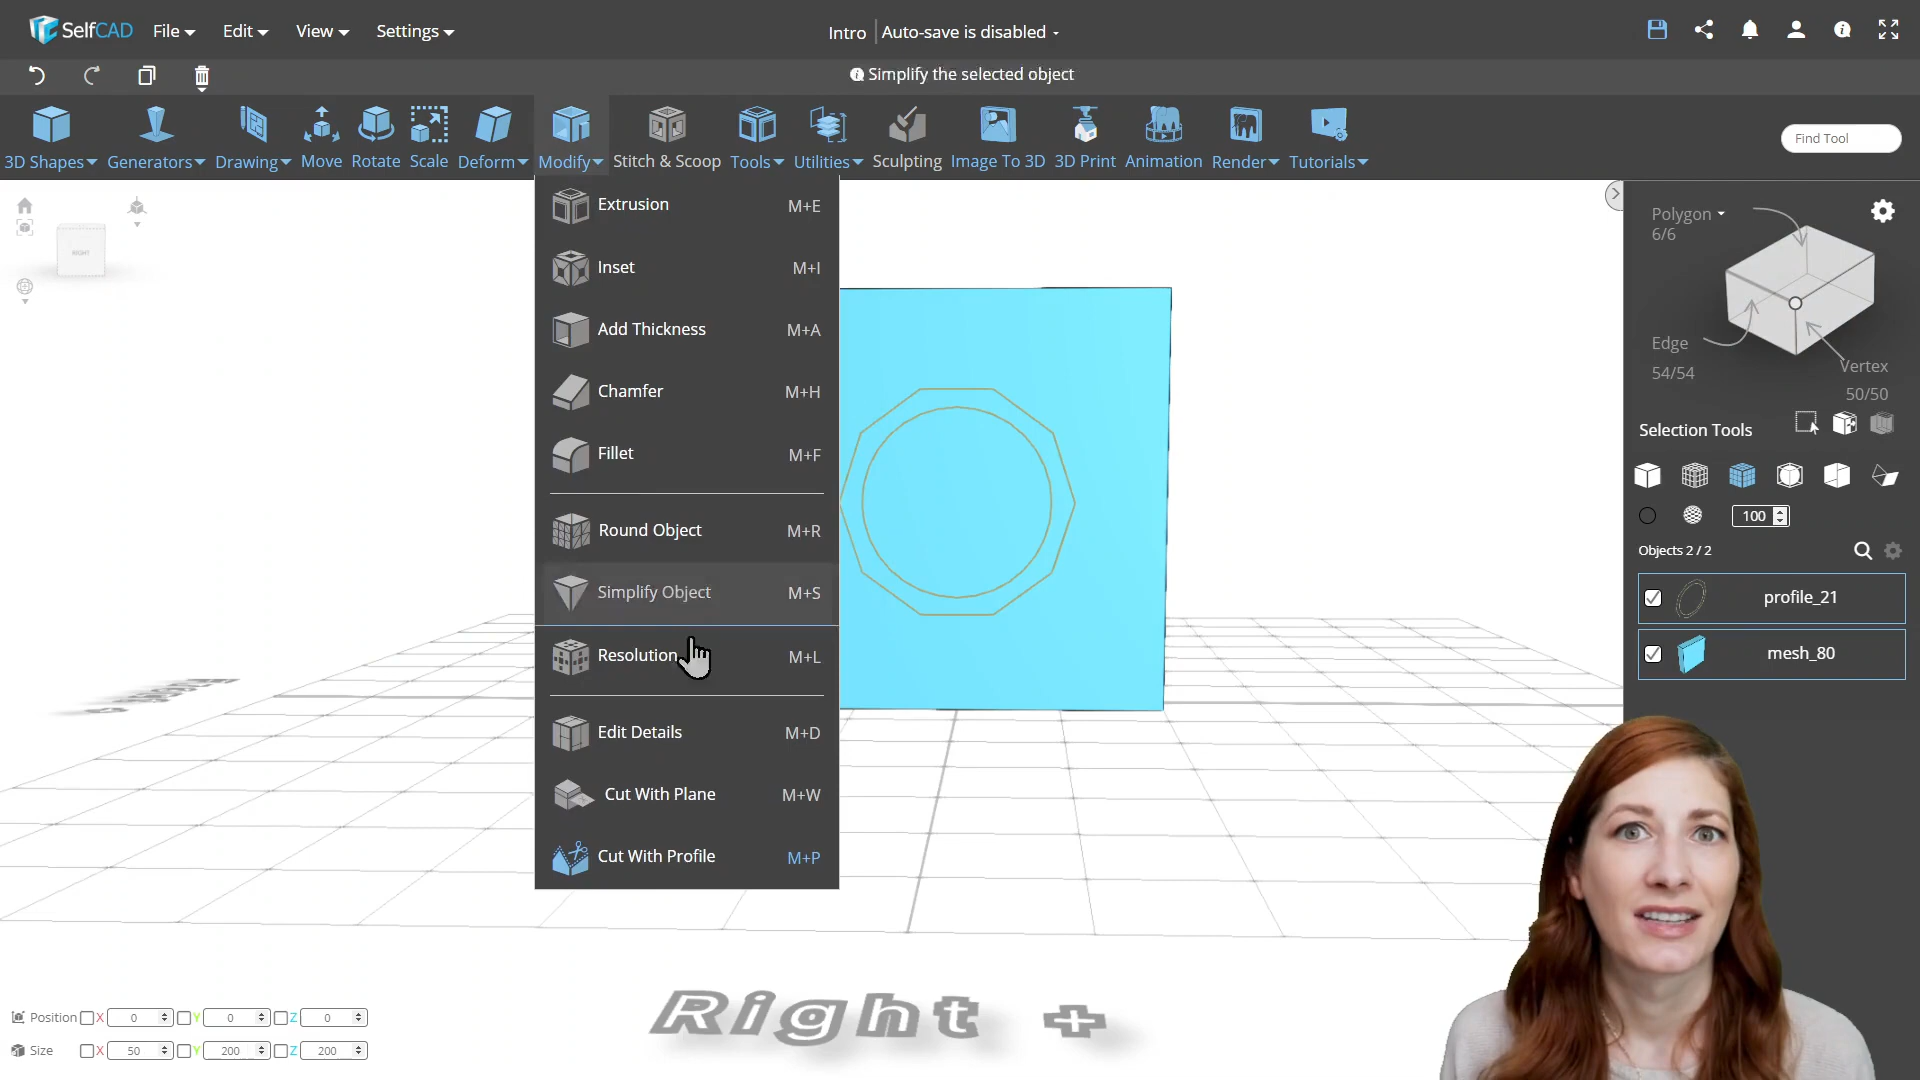 SelfCAD File Edit View Settings Intro Auto-save is disabled
Simplify the selected object
3D Shapes Generators Drawing Move Rotate Scale Deform Modify Stitch & Scoop Tools Utilities Sculpting Image To 3D 3D Print Animation Render Tutorials Find Tool
Extrusion M+E
Inset M+I
Add Thickness M+A
Chamfer M+H
Fillet M+F
Round Object M+R
Simplify Object M+S
Resolution M+L
Edit Details M+D
Cut With Plane M+W
Cut With Profile M+P
RIGHT
Polygon
6/6
Edge
54/54
Vertex
50/50
Selection Tools
100
Objects 2 / 2
profile_21
mesh_80
Right +
Position X 0 Y 0 Z 0
Size X 50 Y 200 Z 200